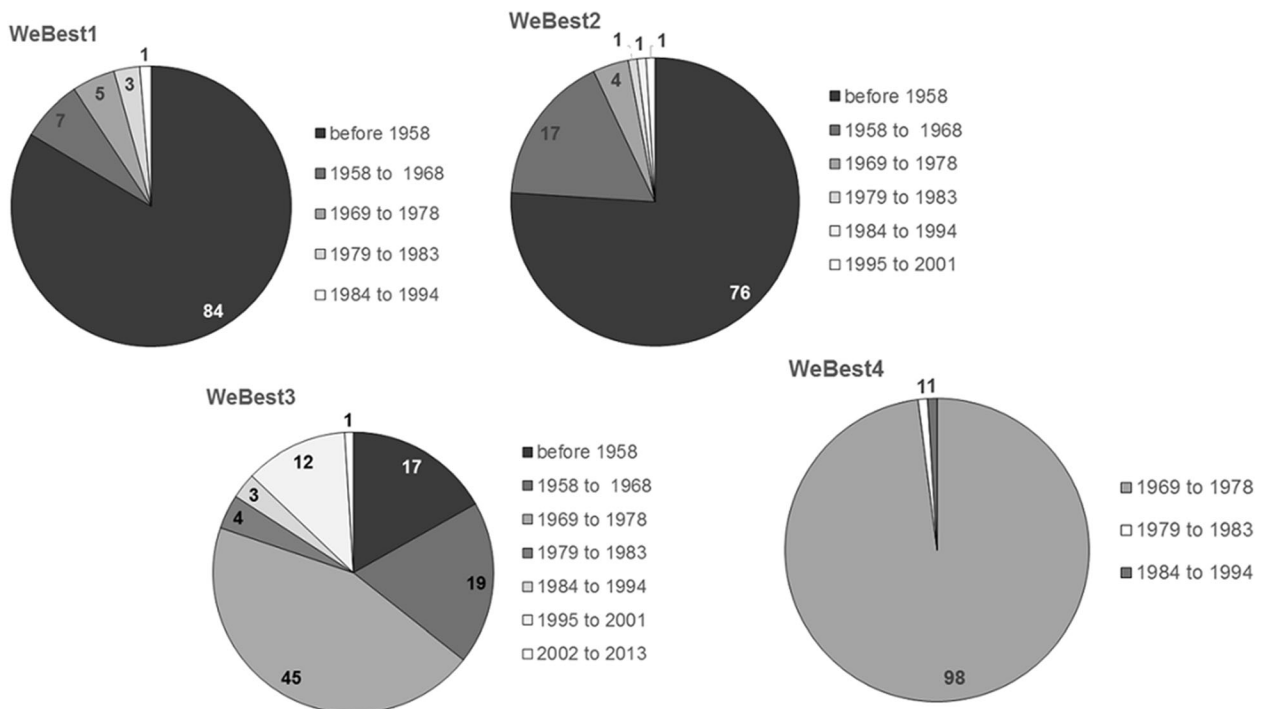 WeBest1
1
3
5
7
84
before 1958
1958 to  1968
1969 to 1978
1979 to 1983
1984 to 1994
WeBest2
1 1 1
4
17
76
before 1958
1958 to  1968
1969 to 1978
1979 to 1983
1984 to 1994
1995 to 2001
WeBest3
1
12
17
3
4
19
45
before 1958
1958 to  1968
1969 to 1978
1979 to 1983
1984 to 1994
1995 to 2001
2002 to 2013
WeBest4
11
98
1969 to 1978
1979 to 1983
1984 to 1994